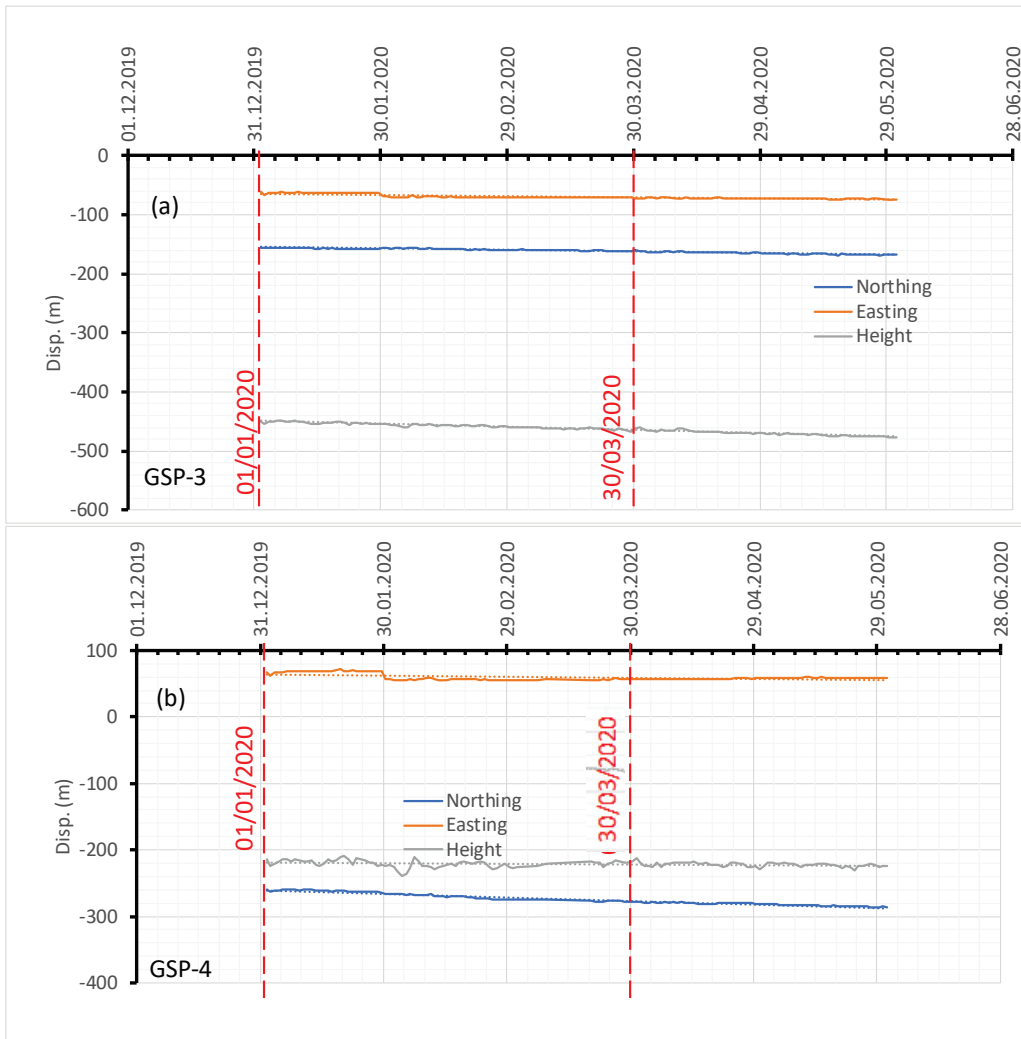 01.12.2019
31.12.2019
30.01.2020
29.02.2020
30.03.2020
29.04.2020
29.05.2020
28.06.2020
0
-100
-200
-300
-400
-500
-600
Disp. (m)
(a)
Northing
Easting
Height
01/01/2020
30/03/2020
GSP-3
01.12.2019
31.12.2019
30.01.2020
29.02.2020
30.03.2020
29.04.2020
29.05.2020
28.06.2020
100
0
-100
-200
-300
-400
Disp. (m)
(b)
01/01/2020
30/03/2020
Northing
Easting
Height
GSP-4